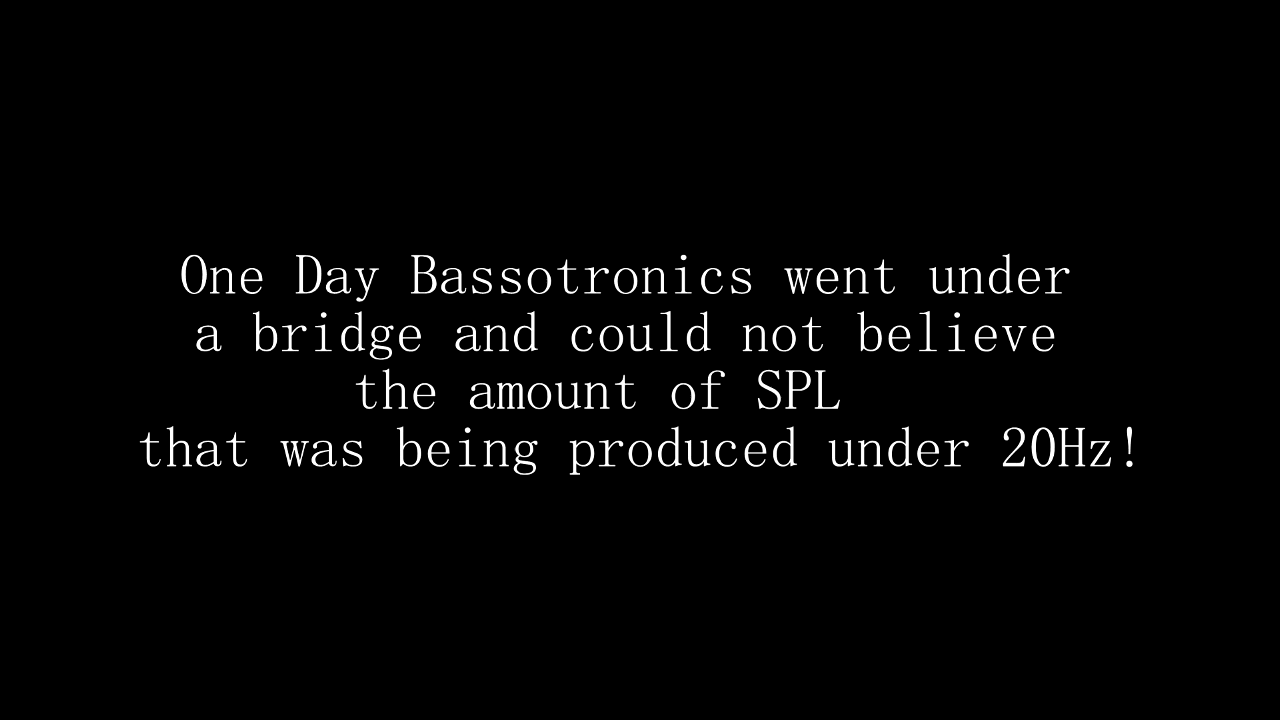 One Day Bassotronics went under
a bridge and could not believe
the amount of SPL
that was being produced under 20Hz!